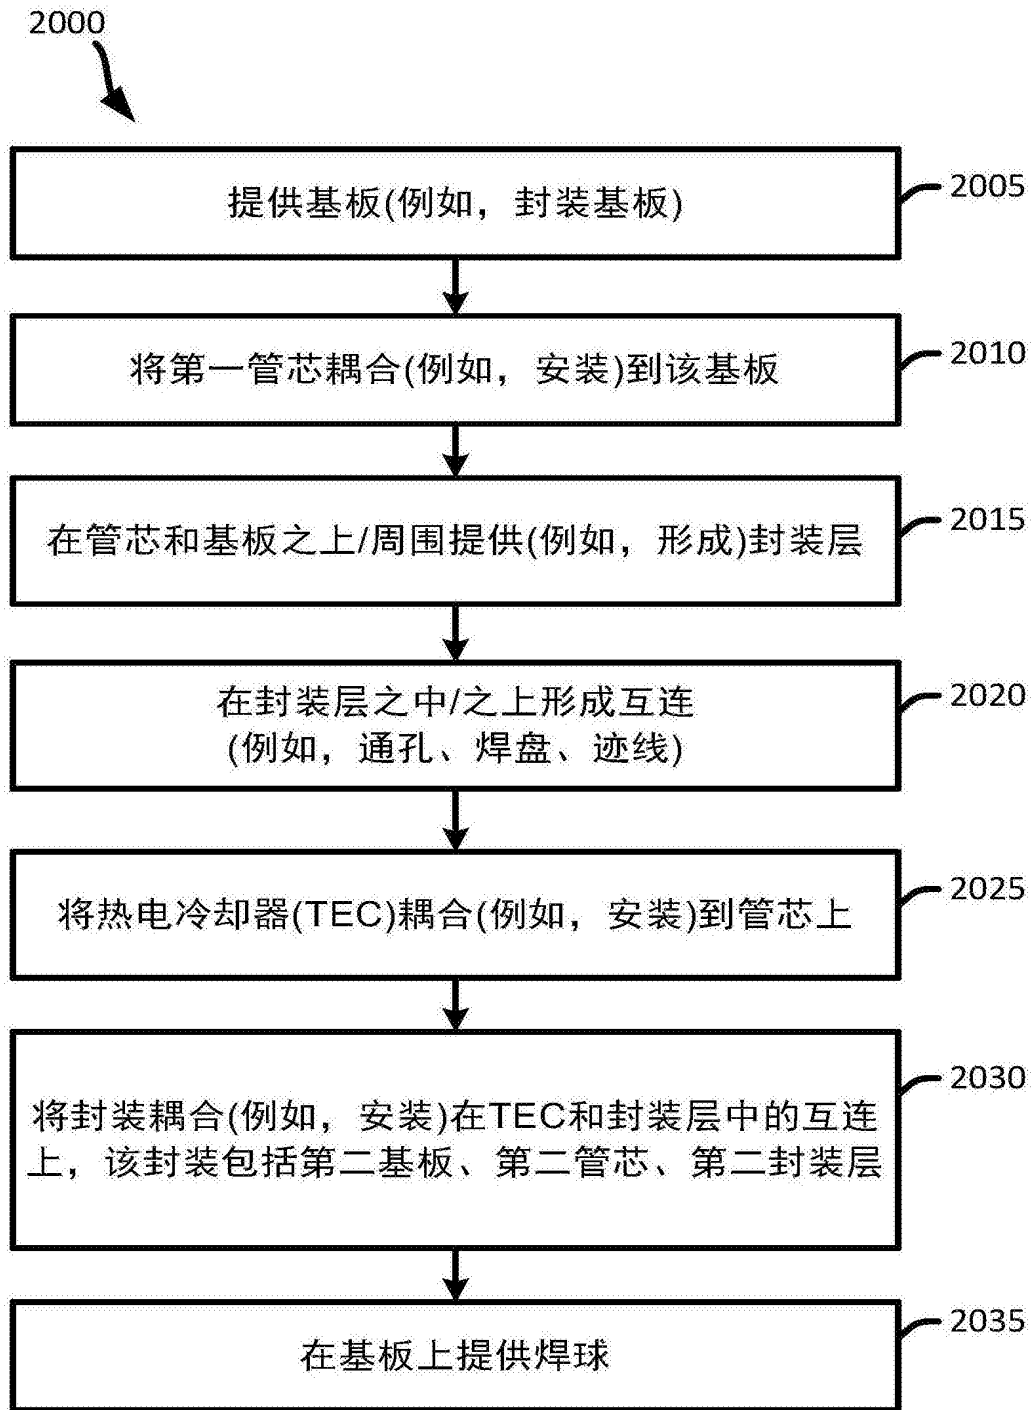 2000
提供基板(例如，封装基板)
2005
将第一管芯耦合(例如，安装)到该基板
2010
在管芯和基板之上/周围提供(例如，形成)封装层
2015
在封装层之中/之上形成互连
(例如，通孔、焊盘、迹线)
2020
将热电冷却器(TEC)耦合(例如，安装)到管芯上
2025
将封装耦合(例如，安装)在TEC和封装层中的互连
上，该封装包括第二基板、第二管芯、第二封装层
2030
在基板上提供焊球
2035